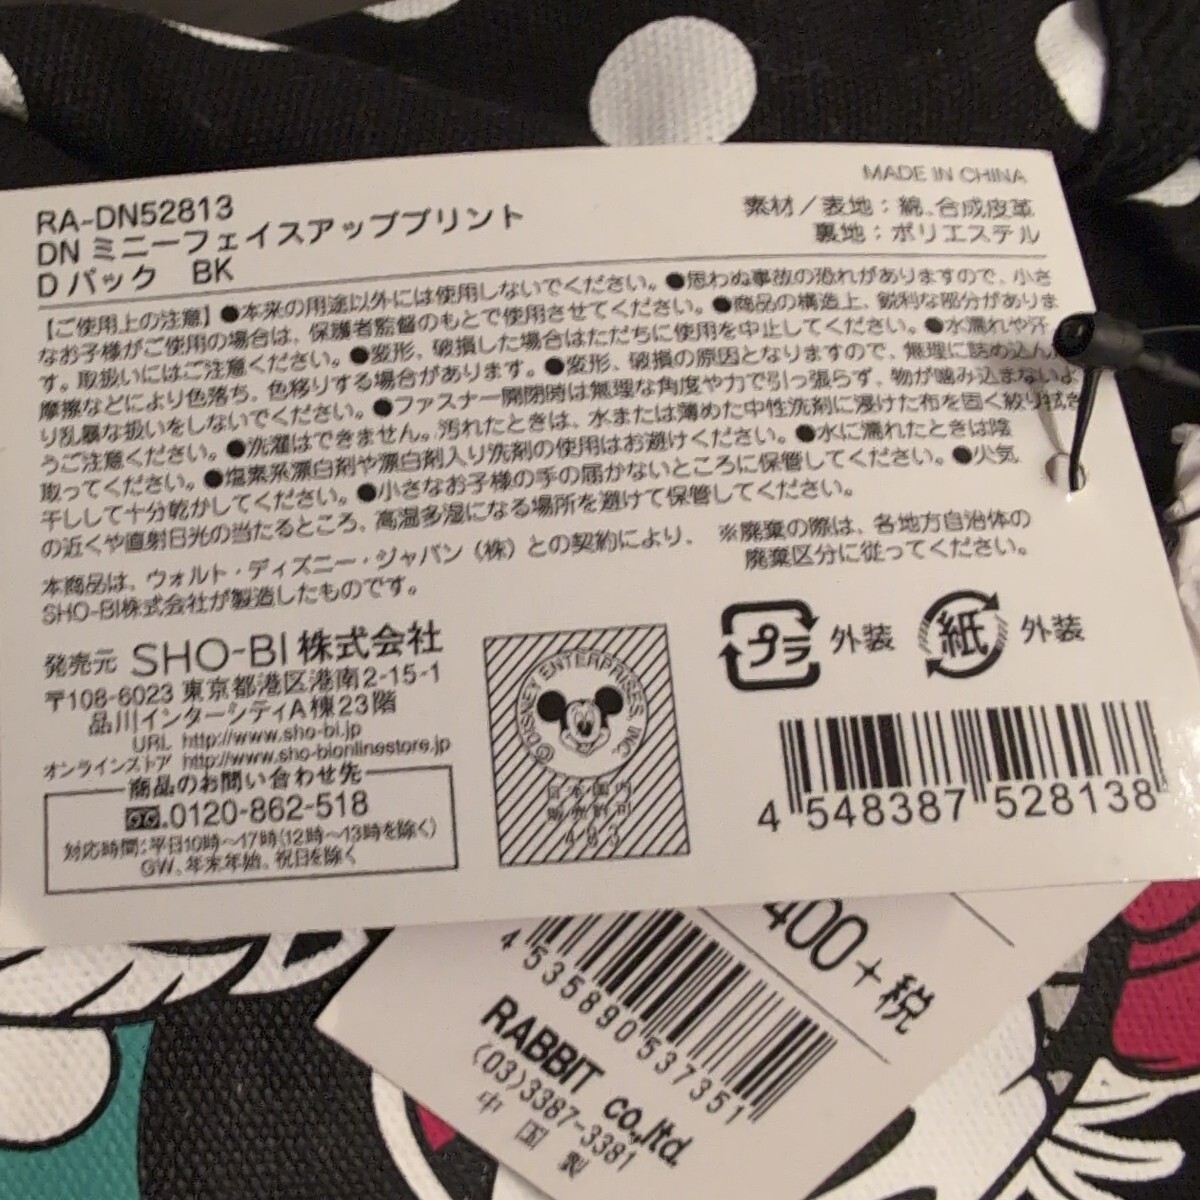 MADE IN CHINA
RA-DN52813
DN ミニーフェイスアッププリント
Dパック BK
素材／表地：綿、合成皮革
裏地：ポリエステル
【ご使用上の注意】●本来の用途以外には使用しないでください。●思わぬ事故の恐れがありますので、小さ
なお子様がご使用の場合は、保護者監督のもとで使用させてください。●商品の構造上、鋭利な部分がありま
す。取扱いにはご注意ください。●変形、破損した場合はただちに使用を中止してください。●水濡れや汗、
摩擦などにより色落ち、色移りする場合があります。●変形、破損の原因となりますので、無理に詰め込んだ
り乱暴な扱いをしないでください。●ファスナー開閉時は無理な角度や力で引っ張らず、物が噛み込まないよ
うご注意ください。●洗濯はできません。汚れたときは、水または薄めた中性洗剤に浸けた布を固く絞り拭き
取ってください。●塩素系漂白剤や漂白剤入り洗剤の使用はお避けください。●水に濡れたときは陰
干しして十分乾かしてください。●小さなお子様の手の届かないところに保管してください。●火気
の近くや直射日光の当たるところ、高温多湿になる場所を避けて保管してください。
本商品は、ウォルト・ディズニー・ジャパン（株）との契約により、
SHO-BI株式会社が製造したものです。
※廃棄の際は、各地方自治体の
廃棄区分に従ってください。
発売元 SHO-BI株式会社
〒108-6023 東京都港区港南2-15-1
品川インターシティA棟23階
URL http://www.sho-bi.jp
オンラインストア http://www.sho-bionlinestore.jp
商品のお問い合わせ先
0120-862-518
対応時間：平日10時～17時（12時～13時を除く）
GW、年末年始、祝日を除く
© DISNEY ENTERPRISES, INC.
日本国内
販売許可
483
プラ 外装
紙 外装
4 548387 528138
400＋税
4535890537351
RABBIT co.,ltd.
(03)3387-3381
中国製